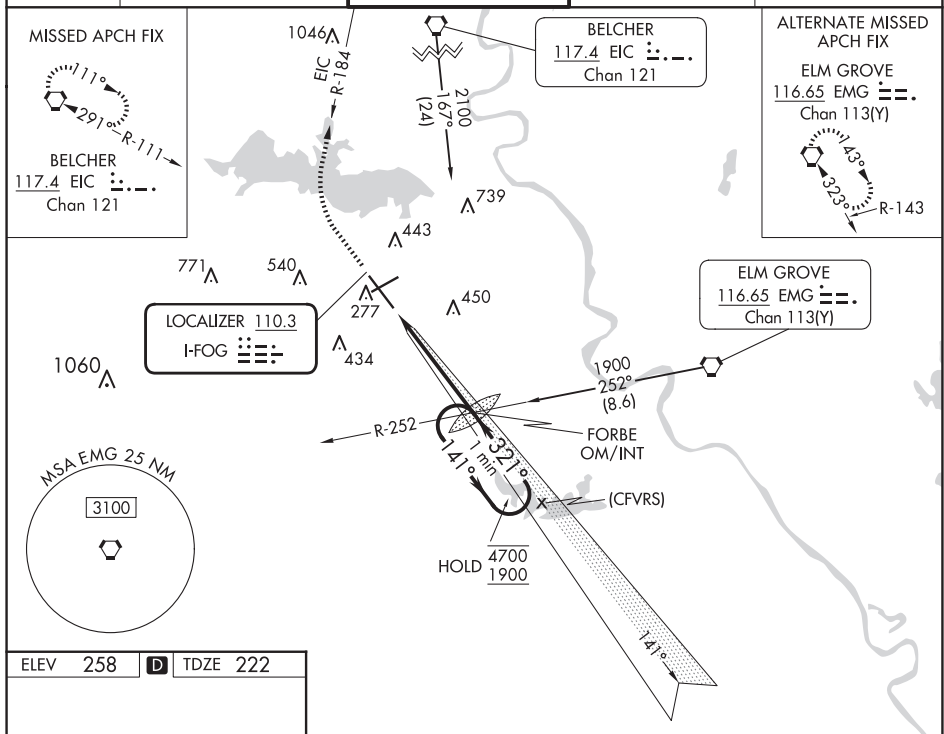 MISSED APCH FIX
111°
291°
R-111
BELCHER
117.4 EIC
Chan 121
1046
EIC
R-184
2100
167°
(24)
BELCHER
117.4 EIC
Chan 121
ALTERNATE MISSED
APCH FIX
ELM GROVE
116.65 EMG
Chan 113(Y)
143°
323°
R-143
739
443
771
540
277
450
LOCALIZER 110.3
I-FOG
434
ELM GROVE
116.65 EMG
Chan 113(Y)
1060
1900
252°
(8.6)
R-252
FORBE
OM/INT
321°
1 min
141°
(CFVRS)
HOLD 4700
1900
MSA EMG 25 NM
3100
141°
ELEV 258 D TDZE 222